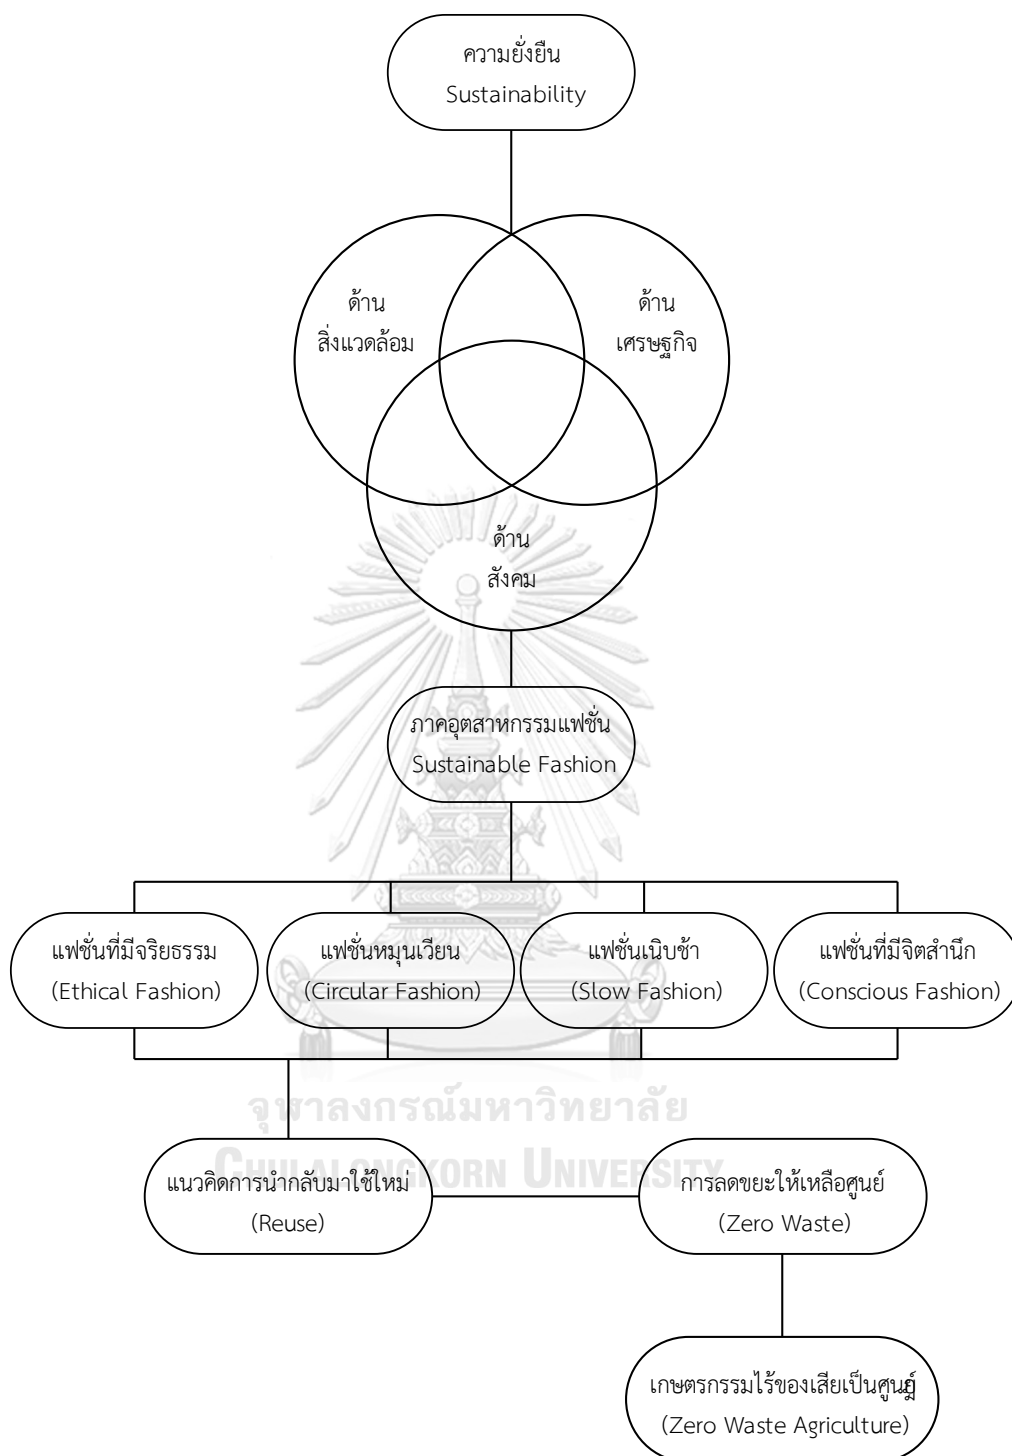 ความยั่งยืน
Sustainability
ด้าน
สิ่งแวดล้อม
ด้าน
เศรษฐกิจ
ด้าน
สังคม
ภาคอุตสาหกรรมแฟชั่น
Sustainable Fashion
แฟชั่นที่มีจริยธรรม
(Ethical Fashion)
แฟชั่นหมุนเวียน
(Circular Fashion)
แฟชั่นเนิบช้า
(Slow Fashion)
แฟชั่นที่มีจิตสำนึก
(Conscious Fashion)
จุฬาลงกรณ์มหาวิทยาลัย
CHULALONGKORN UNIVERSITY
แนวคิดการนำกลับมาใช้ใหม่
(Reuse)
การลดขยะให้เหลือศูนย์
(Zero Waste)
เกษตรกรรมไร้ของเสียเป็นศูนย์
(Zero Waste Agriculture)